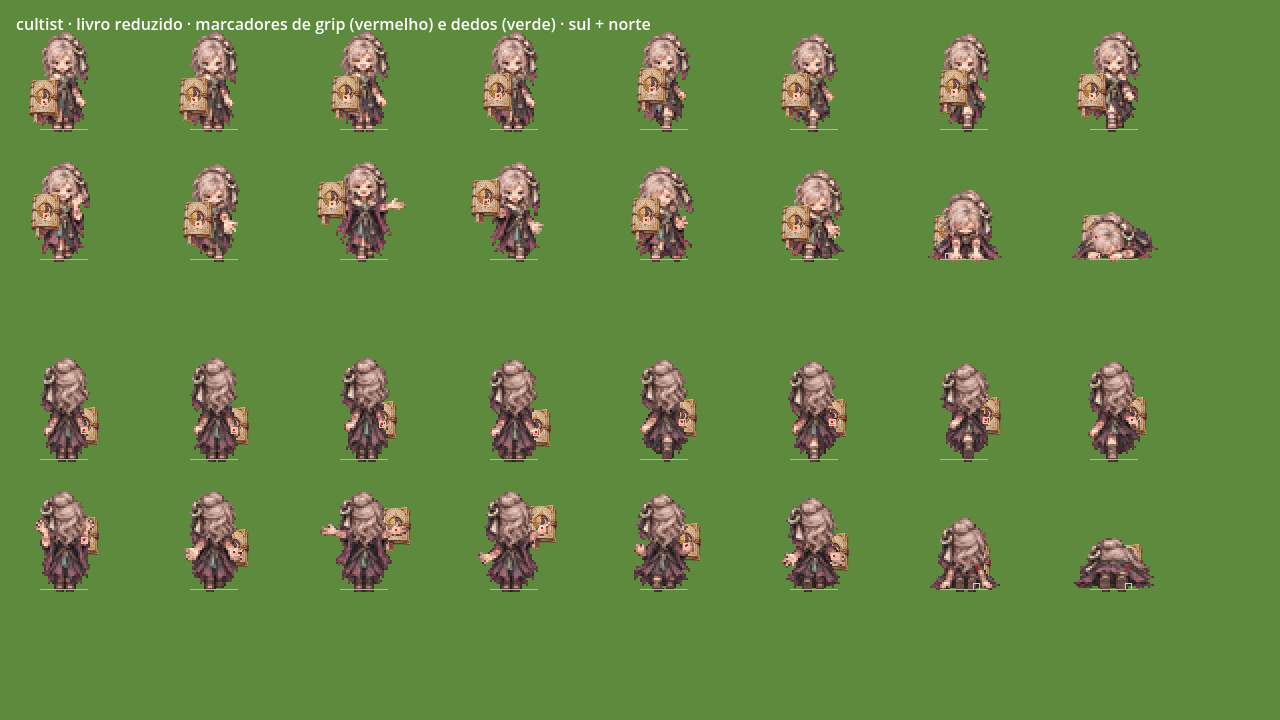 cultist · livro reduzido · marcadores de grip (vermelho) e dedos (verde) · sul + norte